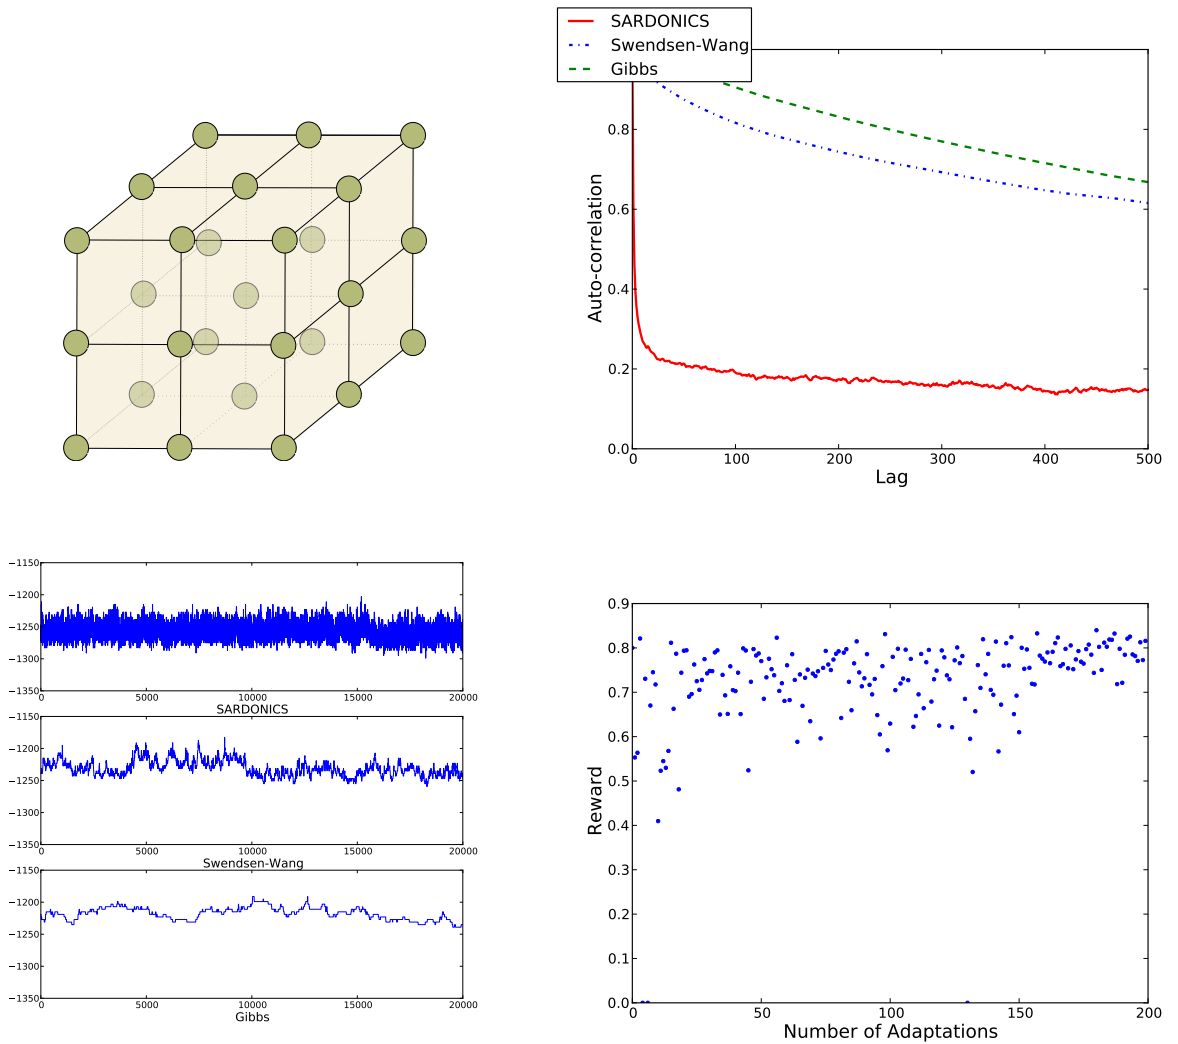 SARDONICS
Swendsen-Wang
Gibbs
0.8
0.6
0.4
0.2
0.0
Auto-correlation
0 100 200 300 400 500
Lag
−1150
−1200
−1250
−1300
−1350
0 5000 10000 15000 20000
SARDONICS
−1150
−1200
−1250
−1300
−1350
0 5000 10000 15000 20000
Swendsen-Wang
−1150
−1200
−1250
−1300
−1350
0 5000 10000 15000 20000
Gibbs
0.9
0.8
0.7
0.6
0.5
0.4
0.3
0.2
0.1
0.0
Reward
0 50 100 150 200
Number of Adaptations